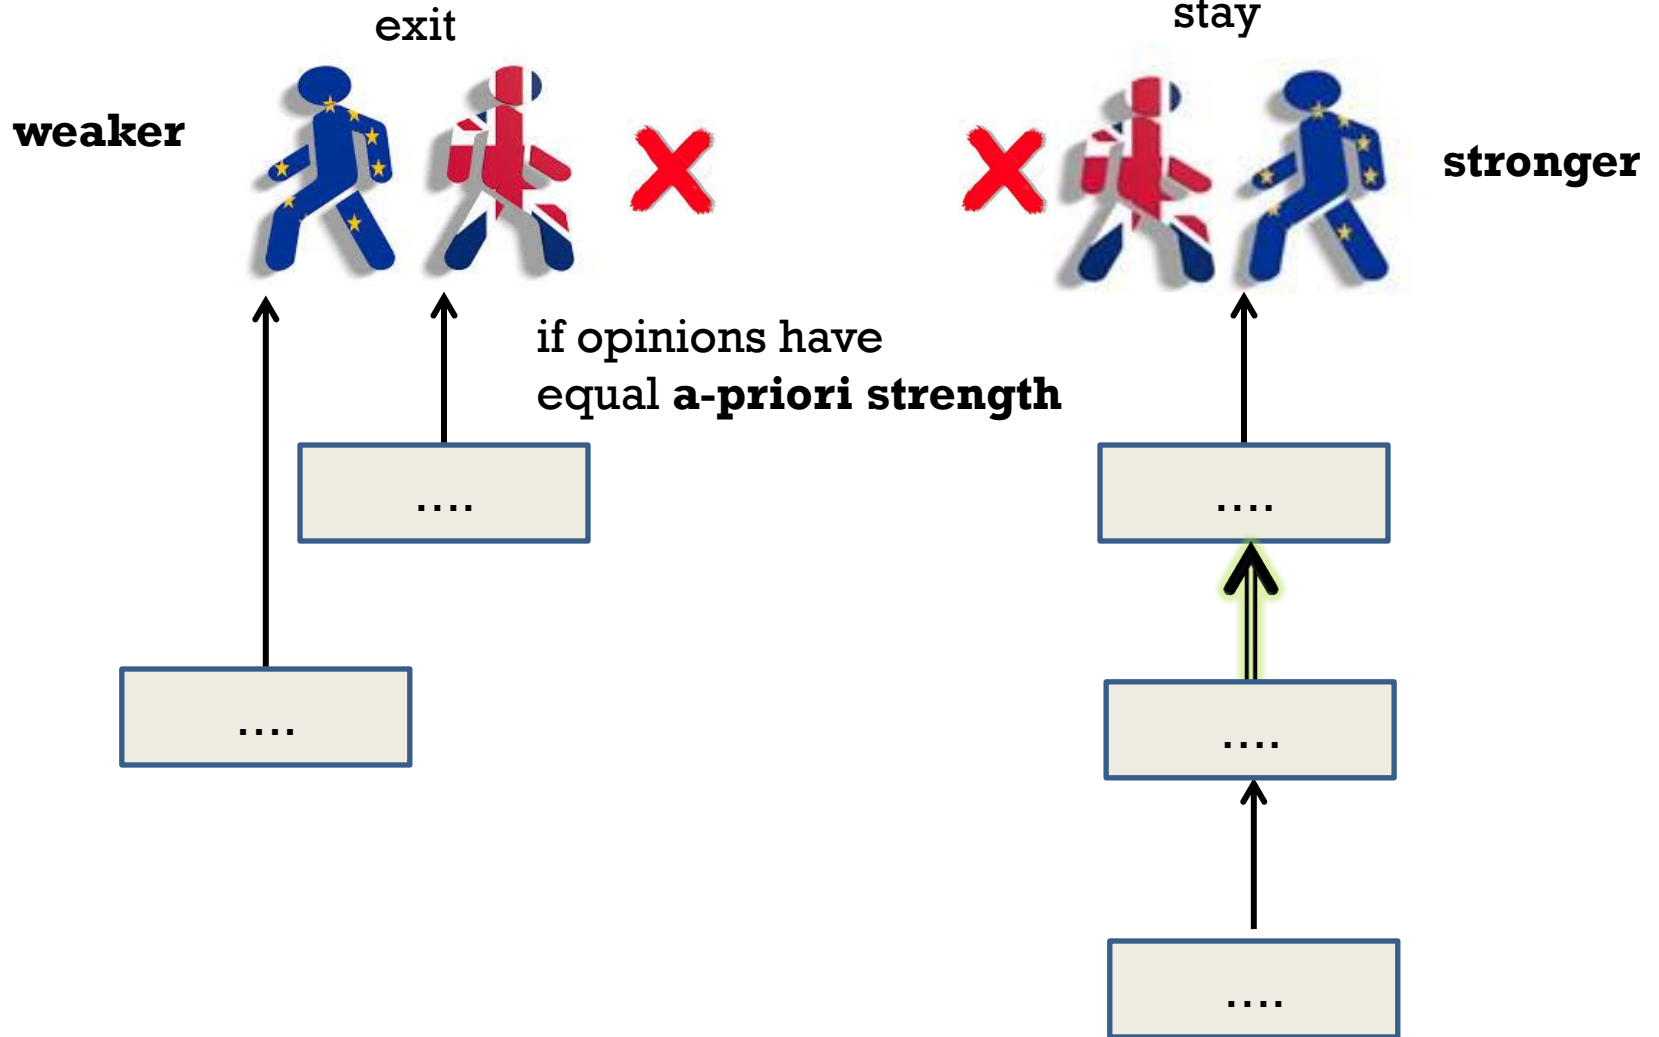 exit
stay
weaker
stronger
if opinions have
equal a-priori strength
....
....
....
....
....